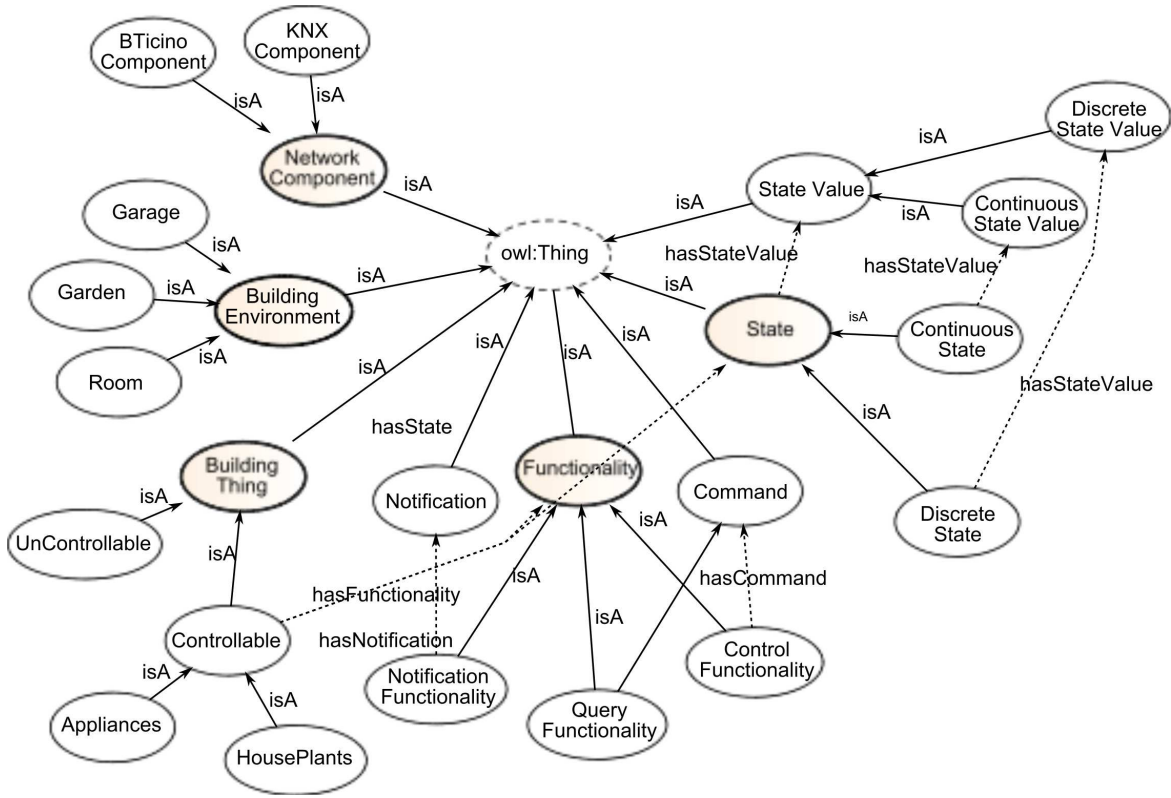 BTicino
Component
KNX
Component
isA
isA
Network
Component
isA
Discrete
State Value
isA
State Value
Continuous
State Value
isA
isA
Garage
isA
owl:Thing
hasStateValue
hasStateValue
Garden
isA
Building
Environment
isA
isA
State
isA
Continuous
State
Room
isA
isA
isA
isA
isA
hasStateValue
isA
hasState
Building
Thing
Notification
Functionality
Command
Discrete
State
isA
UnControllable
isA
isA
isA
hasFunctionality
hasCommand
isA
Controllable
hasNotification
Control
Functionality
isA
Appliances
isA
HousePlants
Notification
Functionality
Query
Functionality